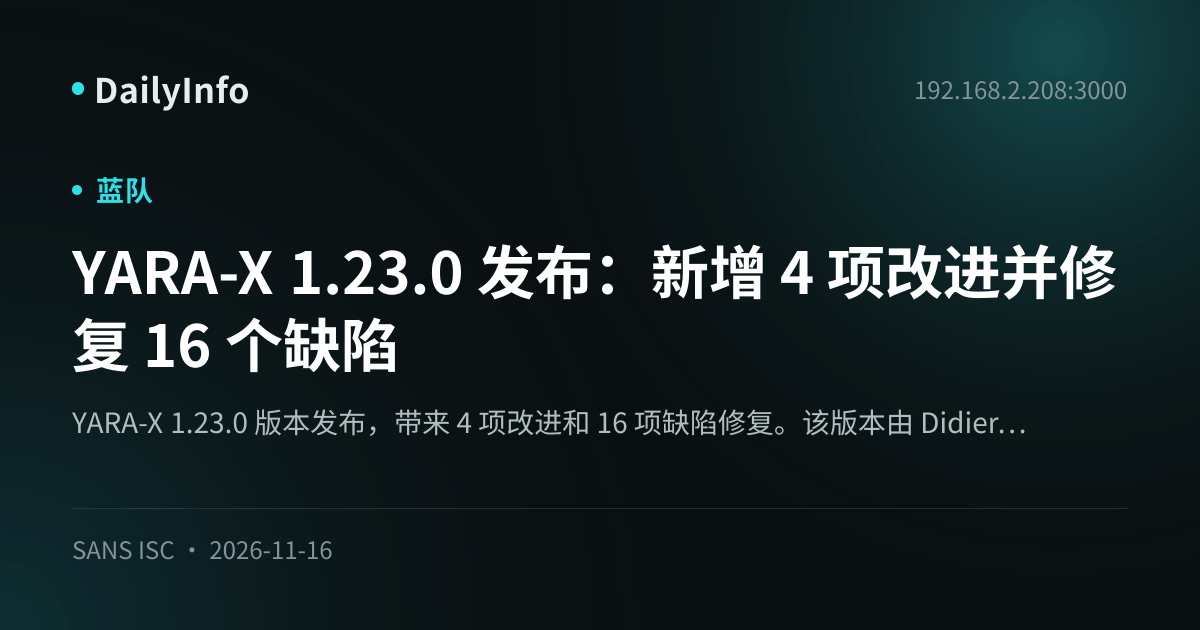 DailyInfo
192.168.2.208:3000
蓝队
YARA-X 1.23.0 发布：新增 4 项改进并修
复 16 个缺陷
YARA-X 1.23.0 版本发布，带来 4 项改进和 16 项缺陷修复。该版本由 Didier…
SANS ISC · 2026-11-16